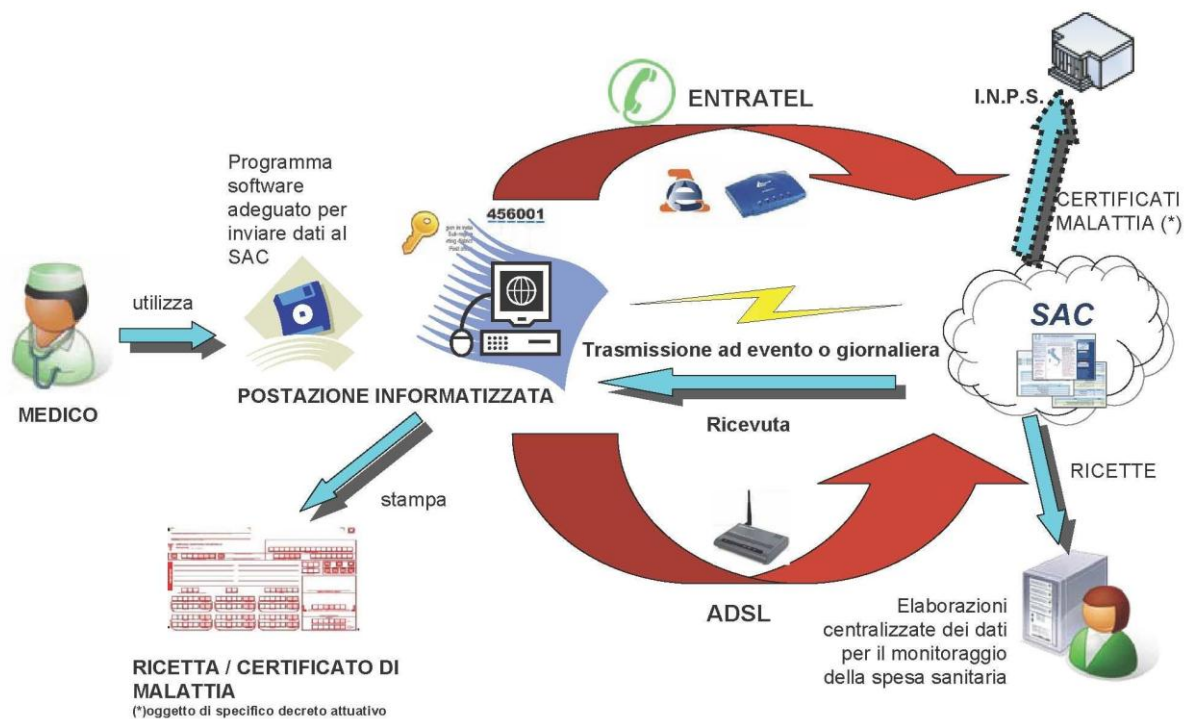 ENTRATEL
I.N.P.S.
Programma
software
adeguato per
inviare dati al
SAC
456001
CERTIFICATI
MALATTIA (*)
utilizza
SAC
Trasmissione ad evento o giornaliera
MEDICO
POSTAZIONE INFORMATIZZATA
Ricevuta
RICETTE
stampa
ADSL
Elaborazioni
centralizzate dei dati
per il monitoraggio
della spesa sanitaria
RICETTA / CERTIFICATO DI
MALATTIA
(*)oggetto di specifico decreto attuativo